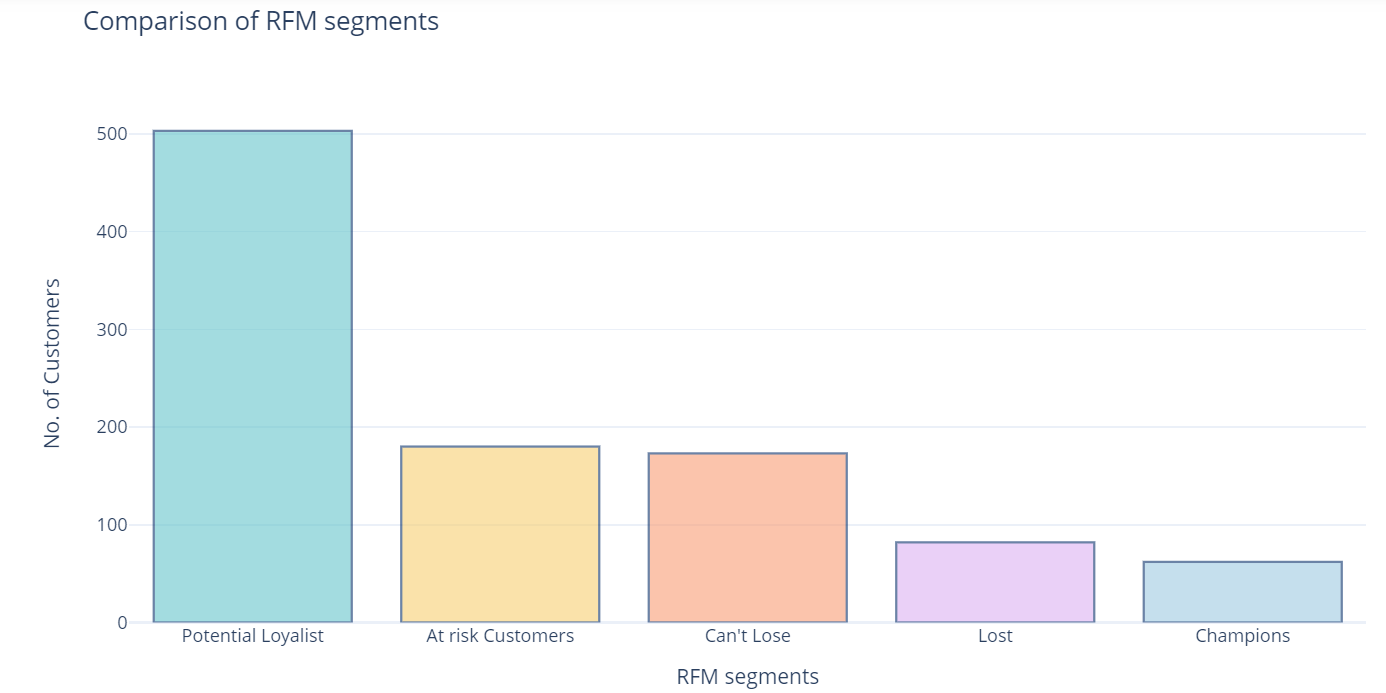 Comparison of RFM segments
500
400
300
200
100
0
No. of Customers
Potential Loyalist
At risk Customers
Can't Lose
Lost
Champions
RFM segments